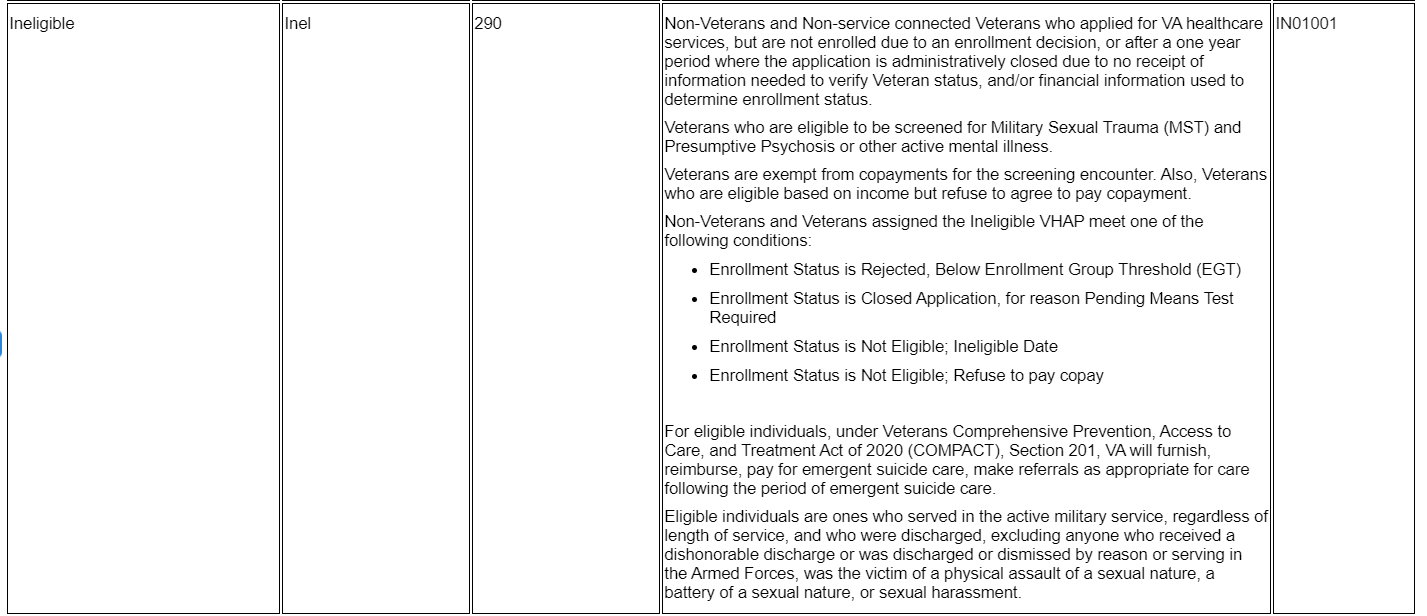 Ineligible
Inel
290
Non-Veterans and Non-service connected Veterans who applied for VA healthcare
services, but are not enrolled due to an enrollment decision, or after a one year
period where the application is administratively closed due to no receipt of
information needed to verify Veteran status, and/or financial information used to
determine enrollment status.
Veterans who are eligible to be screened for Military Sexual Trauma (MST) and
Presumptive Psychosis or other active mental illness.
Veterans are exempt from copayments for the screening encounter. Also, Veterans
who are eligible based on income but refuse to agree to pay copayment.
Non-Veterans and Veterans assigned the Ineligible VHAP meet one of the
following conditions:
• Enrollment Status is Rejected, Below Enrollment Group Threshold (EGT)
• Enrollment Status is Closed Application, for reason Pending Means Test
Required
• Enrollment Status is Not Eligible; Ineligible Date
• Enrollment Status is Not Eligible; Refuse to pay copay
For eligible individuals, under Veterans Comprehensive Prevention, Access to
Care, and Treatment Act of 2020 (COMPACT), Section 201, VA will furnish,
reimburse, pay for emergent suicide care, make referrals as appropriate for care
following the period of emergent suicide care.
Eligible individuals are ones who served in the active military service, regardless of
length of service, and who were discharged, excluding anyone who received a
dishonorable discharge or was discharged or dismissed by reason or serving in
the Armed Forces, was the victim of a physical assault of a sexual nature, a
battery of a sexual nature, or sexual harassment.
IN01001